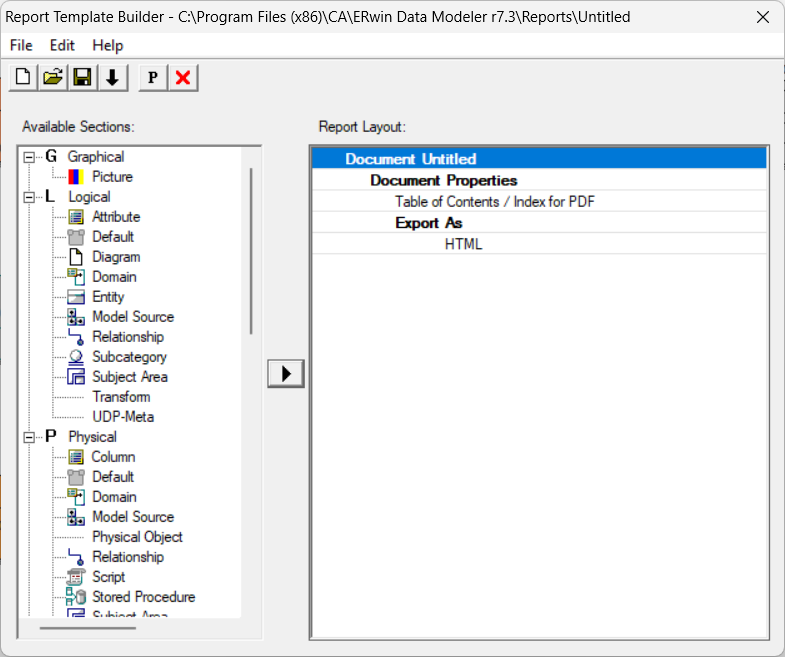 Report Template Builder - C:\Program Files (x86)\CA\ERwin Data Modeler r7.3\Reports\Untitled
File Edit Help
P
Available Sections:
G Graphical
Picture
L Logical
Attribute
Default
Diagram
Domain
Entity
Model Source
Relationship
Subcategory
Subject Area
Transform
UDP-Meta
P Physical
Column
Default
Domain
Model Source
Physical Object
Relationship
Script
Stored Procedure
Subject Area
Report Layout:
Document Untitled
Document Properties
Table of Contents / Index for PDF
Export As
HTML